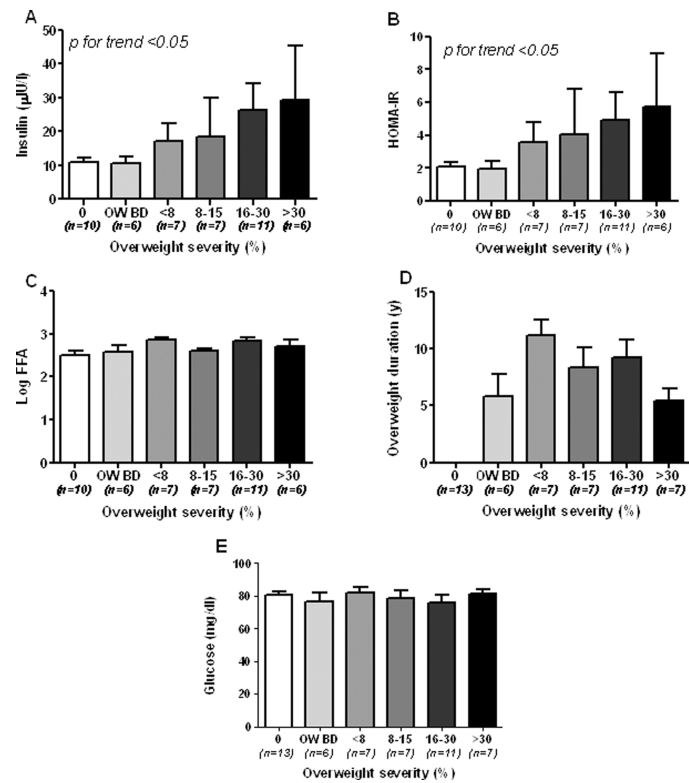 A
p for trend <0.05
Insulin (µIU/l)
50
40
30
20
10
0
0 OW BD <8 8-15 16-30 >30
(n=10) (n=6) (n=7) (n=7) (n=11) (n=6)
Overweight severity (%)
B
p for trend <0.05
HOMA-IR
10
8
6
4
2
0
0 OW BD <8 8-15 16-30 >30
(n=10) (n=6) (n=7) (n=7) (n=11) (n=6)
Overweight severity (%)
C
Log FFA
4
3
2
1
0
0 OW BD <8 8-15 16-30 >30
(n=10) (n=6) (n=7) (n=7) (n=11) (n=6)
Overweight severity (%)
D
Overweight duration (y)
15
10
5
0
0 OW BD <8 8-15 16-30 >30
(n=13) (n=6) (n=7) (n=7) (n=11) (n=7)
Overweight severity (%)
E
Glucose (mg/dl)
100
80
60
40
20
0
0 OW BD <8 8-15 16-30 >30
(n=13) (n=6) (n=7) (n=7) (n=11) (n=7)
Overweight severity (%)